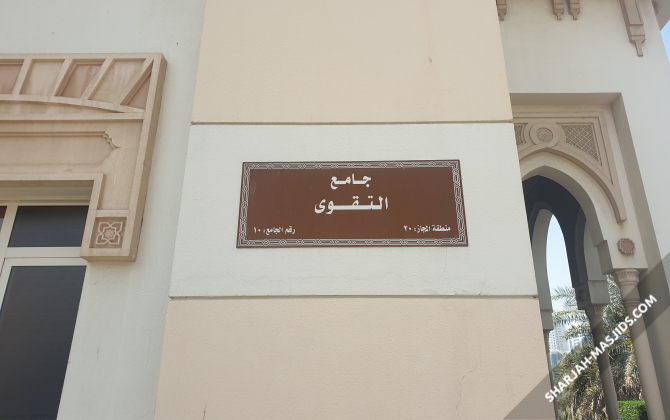 جامع
التقوى
منطقة المجاز: ٢٠
رقم الجامع: ١٠
SHARJAH-MASJIDS.COM